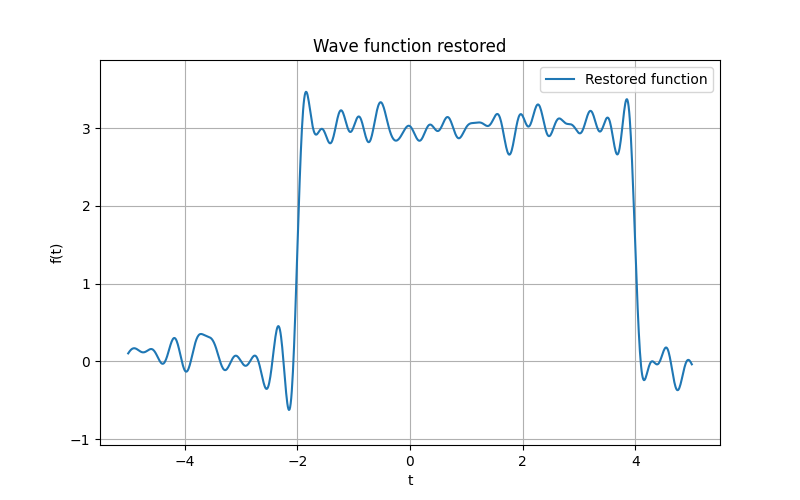 Wave function restored
Restored function
f(t)
3
2
1
0
−1
−4
−2
0
2
4
t